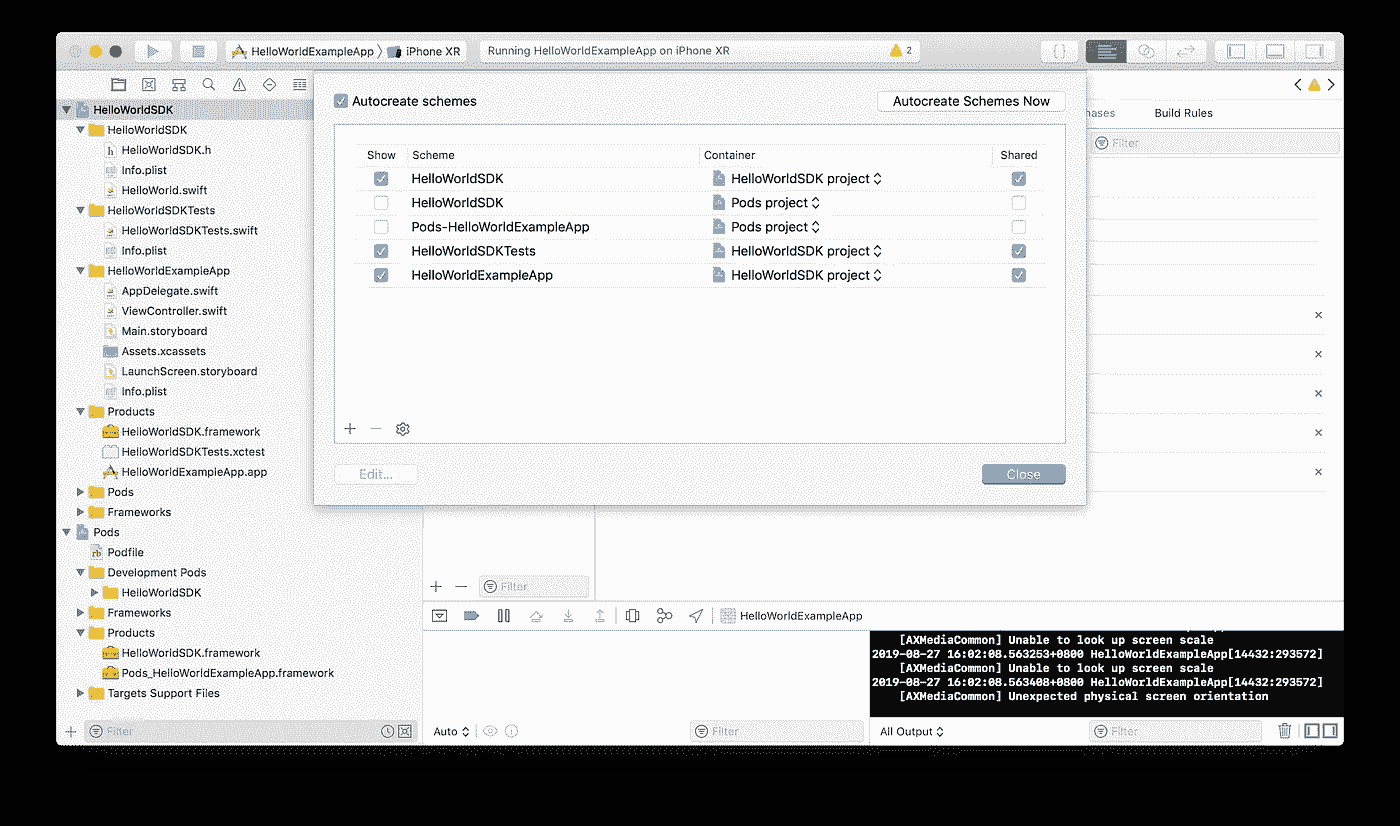 HelloWorldExampleApp iPhone XR
Running HelloWorldExampleApp on iPhone XR
2
HelloWorldSDK
HelloWorldSDK
HelloWorldSDK.h
Info.plist
HelloWorld.swift
HelloWorldSDKTests
HelloWorldSDKTests.swift
Info.plist
HelloWorldExampleApp
AppDelegate.swift
ViewController.swift
Main.storyboard
Assets.xcassets
LaunchScreen.storyboard
Info.plist
Products
HelloWorldSDK.framework
HelloWorldSDKTests.xctest
HelloWorldExampleApp.app
Pods
Frameworks
Pods
Podfile
Development Pods
HelloWorldSDK
Frameworks
Products
HelloWorldSDK.framework
Pods_HelloWorldExampleApp.framework
Targets Support Files
Filter
Autocreate schemes
Autocreate Schemes Now
Show Scheme Container Shared
HelloWorldSDK HelloWorldSDK project
HelloWorldSDK Pods project
Pods-HelloWorldExampleApp Pods project
HelloWorldSDKTests HelloWorldSDK project
HelloWorldExampleApp HelloWorldSDK project
Edit...
Close
hases
Build Rules
Filter
Filter
HelloWorldExampleApp
[AXMediaCommon] Unable to look up screen scale
2019-08-27 16:02:08.563253+0800 HelloWorldExampleApp[14432:293572]
[AXMediaCommon] Unable to look up screen scale
2019-08-27 16:02:08.563408+0800 HelloWorldExampleApp[14432:293572]
[AXMediaCommon] Unexpected physical screen orientation
Auto
Filter
All Output
Filter